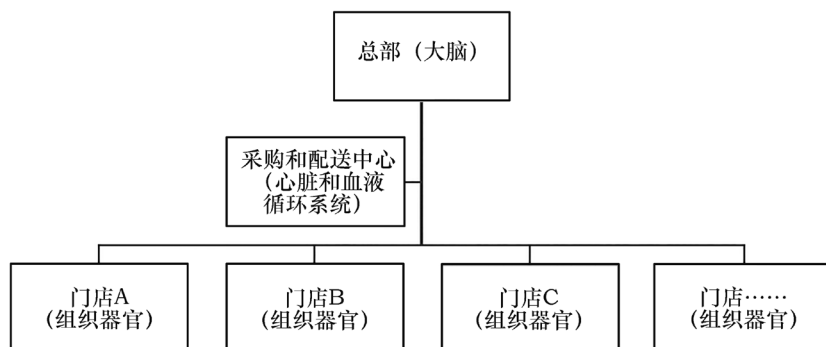 总部（大脑）
采购和配送中心
（心脏和血液
循环系统）
门店A
（组织器官）
门店B
（组织器官）
门店C
（组织器官）
门店……
（组织器官）